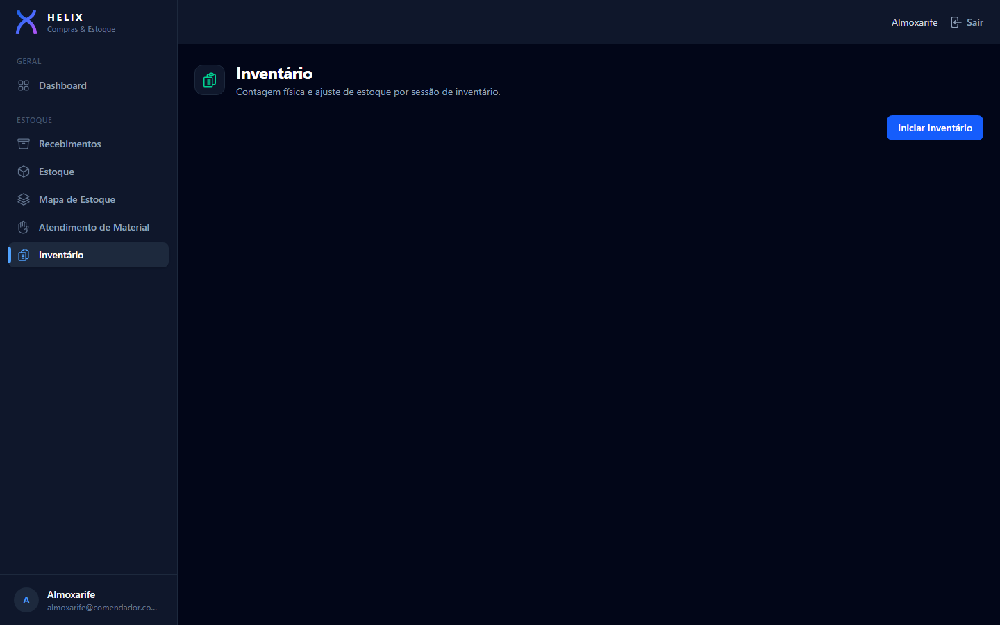 HELIX
Compras & Estoque
Almoxarife
Sair
GERAL
Dashboard
ESTOQUE
Recebimentos
Estoque
Mapa de Estoque
Atendimento de Material
Inventário
Inventário
Contagem física e ajuste de estoque por sessão de inventário.
Iniciar Inventário
A
Almoxarife
almoxarife@comendador.co...